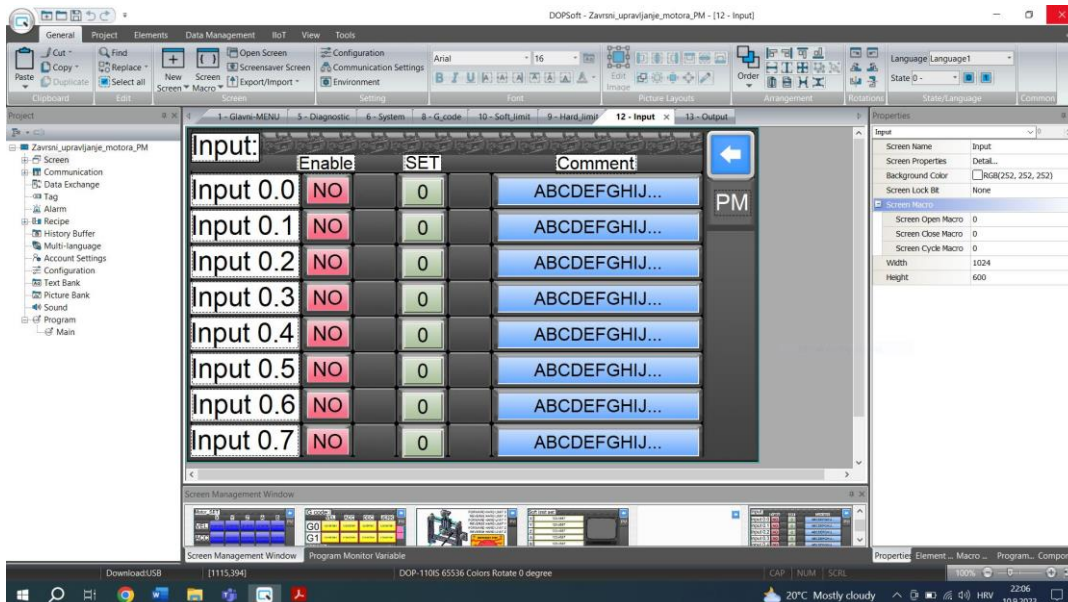 DOPSoft - Zavrsni_upravljanje_motora_PM - [12 - Input]
General Project Elements Data Management IIoT View Tools
Cut
Copy
Duplicate
Paste
Clipboard
Find
Replace
Select all
Edit
New Screen
Screen Macro
Open Screen
Screensaver Screen
Export/Import
Screen
Configuration
Communication Settings
Environment
Setting
Arial 16
B I U
Font
Edit Image
Picture Layouts
Order
Arrangement
Rotations
Language Language1
State 0 -
State/Language
Common
Project
Zavrsni_upravljanje_motora_PM
Screen
Communication
Data Exchange
Tag
Alarm
Recipe
History Buffer
Multi-language
Account Settings
Configuration
Text Bank
Picture Bank
Sound
Program
Main
1 - Glavni-MENU 5 - Diagnostic 6 - System 8 - G_code 10 - Soft_limit 9 - Hard_limit 12 - Input × 13 - Output
Input:
Enable SET Comment
PM
Input 0.0 NO 0 ABCDEFGHIJ...
Input 0.1 NO 0 ABCDEFGHIJ...
Input 0.2 NO 0 ABCDEFGHIJ...
Input 0.3 NO 0 ABCDEFGHIJ...
Input 0.4 NO 0 ABCDEFGHIJ...
Input 0.5 NO 0 ABCDEFGHIJ...
Input 0.6 NO 0 ABCDEFGHIJ...
Input 0.7 NO 0 ABCDEFGHIJ...
Properties
Input
Screen Name Input
Screen Properties Detail...
Background Color RGB(252, 252, 252)
Screen Lock Bit None
Screen Macro
Screen Open Macro 0
Screen Close Macro 0
Screen Cycle Macro 0
Width 1024
Height 600
Screen Management Window
VEL
ACC
G0
G1
Screen Management Window Program Monitor Variable
Properties Element ... Macro ... Program... Compor
Download:USB [1115,394] DOP-110IS 65536 Colors Rotate 0 degree CAP NUM SCRL 100%
20°C Mostly cloudy HRV 22:06
10.9.2023.